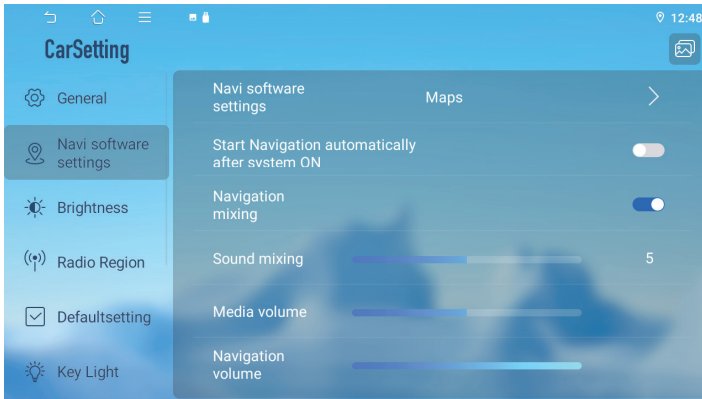 12:48
CarSetting
General
Navi software
settings
Brightness
Radio Region
Defaultsetting
Key Light
Navi software
settings
Maps
Start Navigation automatically
after system ON
Navigation
mixing
Sound mixing
5
Media volume
Navigation
volume